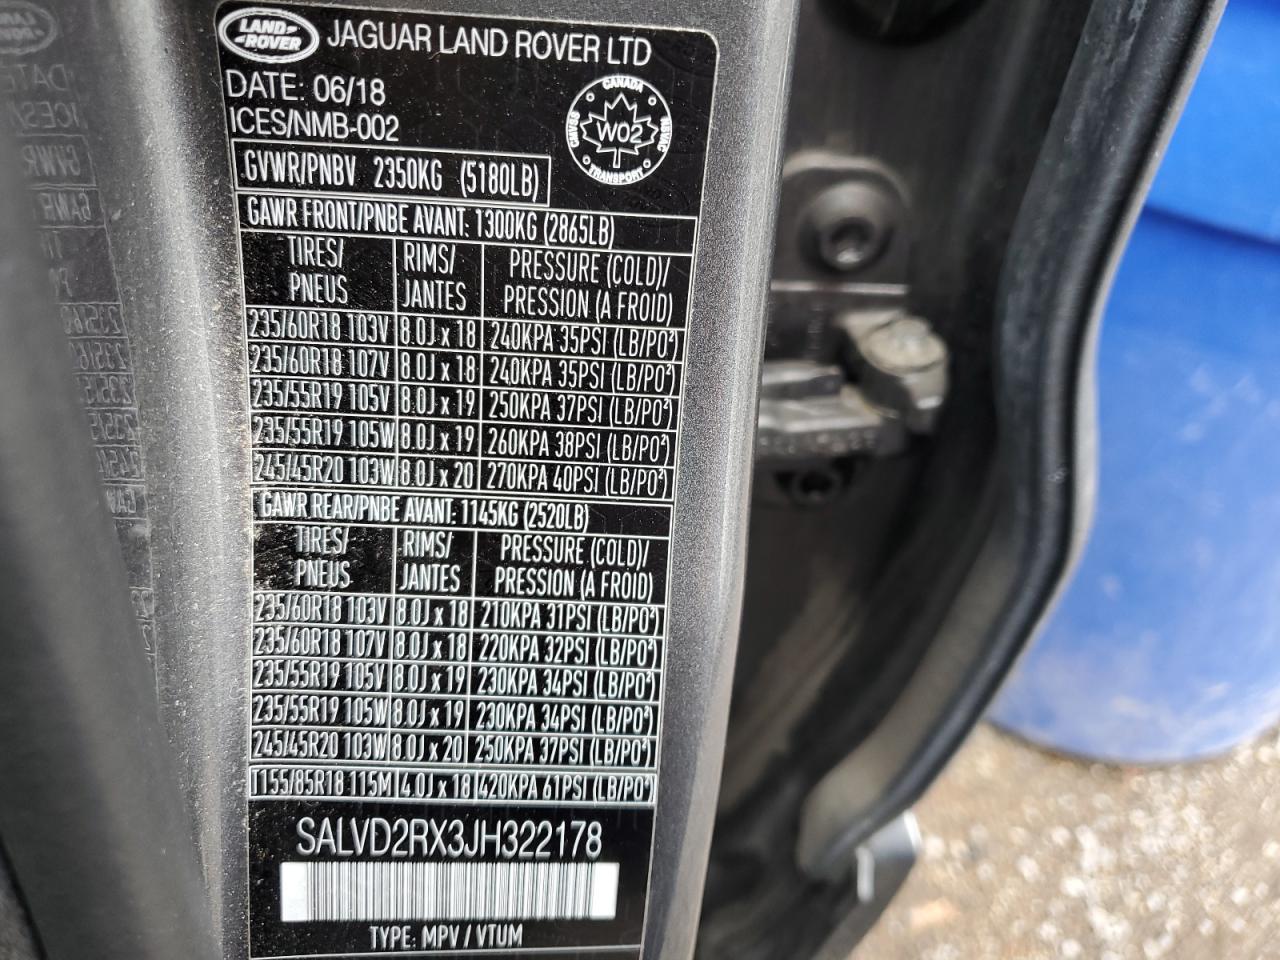 LAND ROVER JAGUAR LAND ROVER LTD
DATE: 06/18
ICES/NMB-002
CANADA
CMVSS W02 NSVAC
TRANSPORT
GVWR/PNBV 2350KG (5180LB)
GAWR FRONT/PNBE AVANT: 1300KG (2865LB)
TIRES/ RIMS/ PRESSURE (COLD)/
PNEUS JANTES PRESSION (A FROID)
235/60R18 103V 8.0J x 18 240KPA 35PSI (LB/PO²)
235/60R18 107V 8.0J x 18 240KPA 35PSI (LB/PO²)
235/55R19 105V 8.0J x 19 250KPA 37PSI (LB/PO²)
235/55R19 105W 8.0J x 19 260KPA 38PSI (LB/PO²)
245/45R20 103W 8.0J x 20 270KPA 40PSI (LB/PO²)
GAWR REAR/PNBE AVANT: 1145KG (2520LB)
TIRES/ RIMS/ PRESSURE (COLD)/
PNEUS JANTES PRESSION (A FROID)
235/60R18 103V 8.0J x 18 210KPA 31PSI (LB/PO²)
235/60R18 107V 8.0J x 18 220KPA 32PSI (LB/PO²)
235/55R19 105V 8.0J x 19 230KPA 34PSI (LB/PO²)
235/55R19 105W 8.0J x 19 230KPA 34PSI (LB/PO²)
245/45R20 103W 8.0J x 20 250KPA 37PSI (LB/PO²)
T155/85R18 115M 4.0J x 18 420KPA 61PSI (LB/PO²)
SALVD2RX3JH322178
TYPE: MPV / VTUM